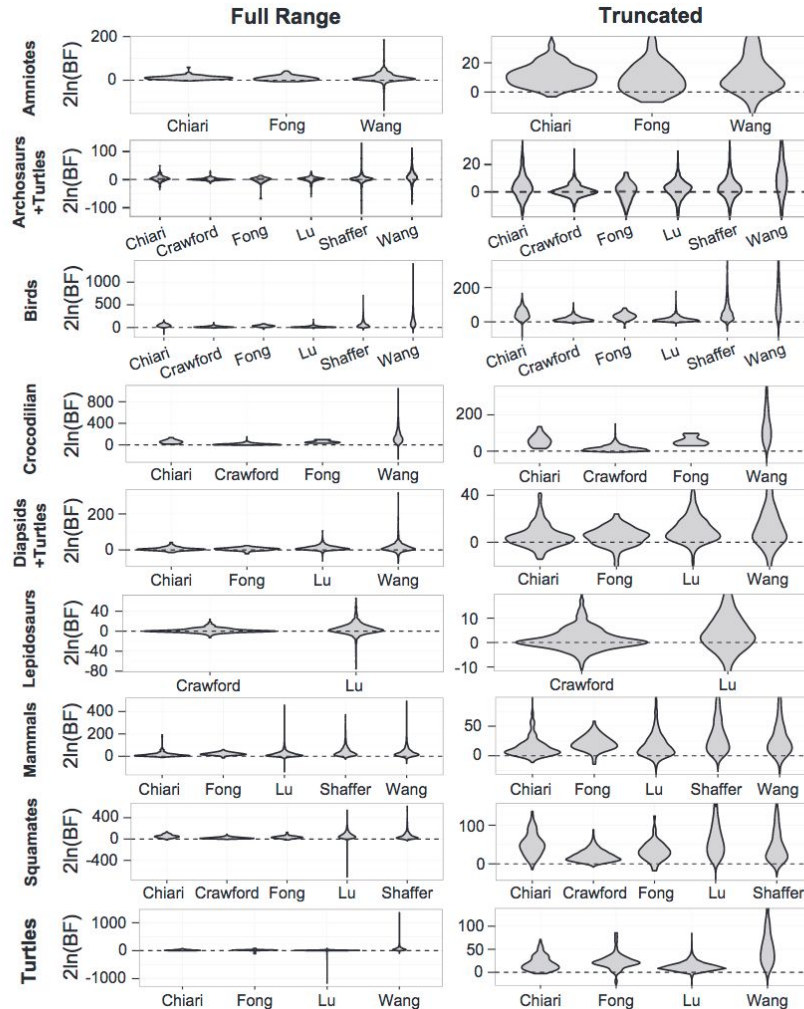 Full Range Truncated
Amniotes
2ln(BF)
200
0
Chiari Fong Wang
20
0
Chiari Fong Wang
Archosaurs
+Turtles
2ln(BF)
100
0
-100
Chiari Crawford Fong Lu Shaffer Wang
20
0
Chiari Crawford Fong Lu Shaffer Wang
Birds
2ln(BF)
1000
500
0
Chiari Crawford Fong Lu Shaffer Wang
200
0
Chiari Crawford Fong Lu Shaffer Wang
Crocodilian
2ln(BF)
800
400
0
Chiari Crawford Fong Wang
200
0
Chiari Crawford Fong Wang
Diapsids
+Turtles
2ln(BF)
200
0
Chiari Fong Lu Wang
40
20
0
Chiari Fong Lu Wang
Lepidosaurs
2ln(BF)
40
0
-40
-80
Crawford Lu
10
0
-10
Crawford Lu
Mammals
2ln(BF)
400
200
0
Chiari Fong Lu Shaffer Wang
50
0
Chiari Fong Lu Shaffer Wang
Squamates
2ln(BF)
400
0
-400
Chiari Crawford Fong Lu Shaffer
100
50
0
Chiari Crawford Fong Lu Shaffer
Turtles
2ln(BF)
1000
0
-1000
Chiari Fong Lu Wang
100
50
0
Chiari Fong Lu Wang